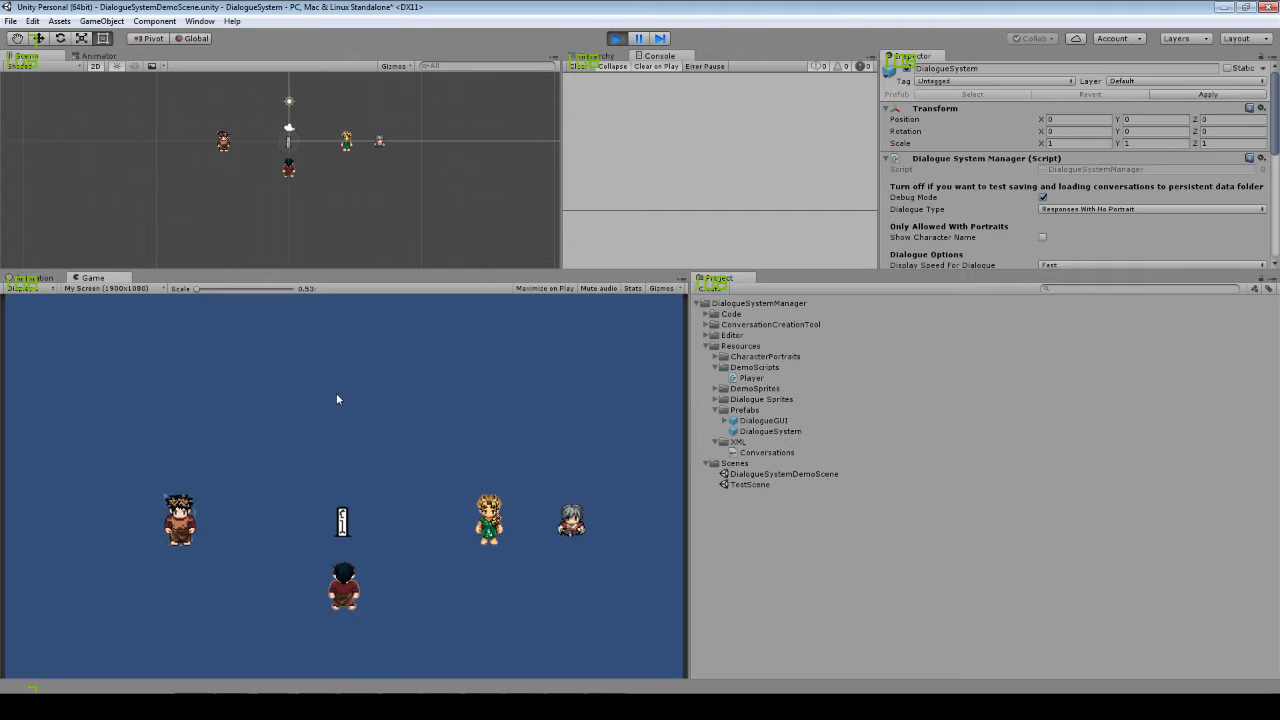 Unity Personal (64bit) - DialogueSystemDemoScene.unity - DialogueSystem - PC, Mac & Linux Standalone* <DX11>
File Edit Assets GameObject Component Window Help
Pivot Global Collab Account Layers Layout
Animator Console Inspector
2D Gizmos All Collapse Clear on Play Error Pause 0 0 0
DialogueSystem Static
Tag Untagged Layer Default
Prefab Select Revert Apply
Transform
Position X 0 Y 0 Z 0
Rotation X 0 Y 0 Z 0
Scale X 1 Y 1 Z 1
Dialogue System Manager (Script)
Script DialogueSystemManager
Turn off if you want to test saving and loading conversations to persistent data folder
Debug Mode
Dialogue Type Responses With No Portrait
Only Allowed With Portraits
Show Character Name
Dialogue Options
Display Speed For Dialogue Fast
Animation Game Project
My Screen (1900x1080) Scale 0.53: Maximize on Play Mute audio Stats Gizmos
DialogueSystemManager
Code
ConversationCreationTool
Editor
Resources
CharacterPortraits
DemoScripts
Player
DemoSprites
Dialogue Sprites
Prefabs
DialogueGUI
DialogueSystem
XML
Conversations
Scenes
DialogueSystemDemoScene
TestScene